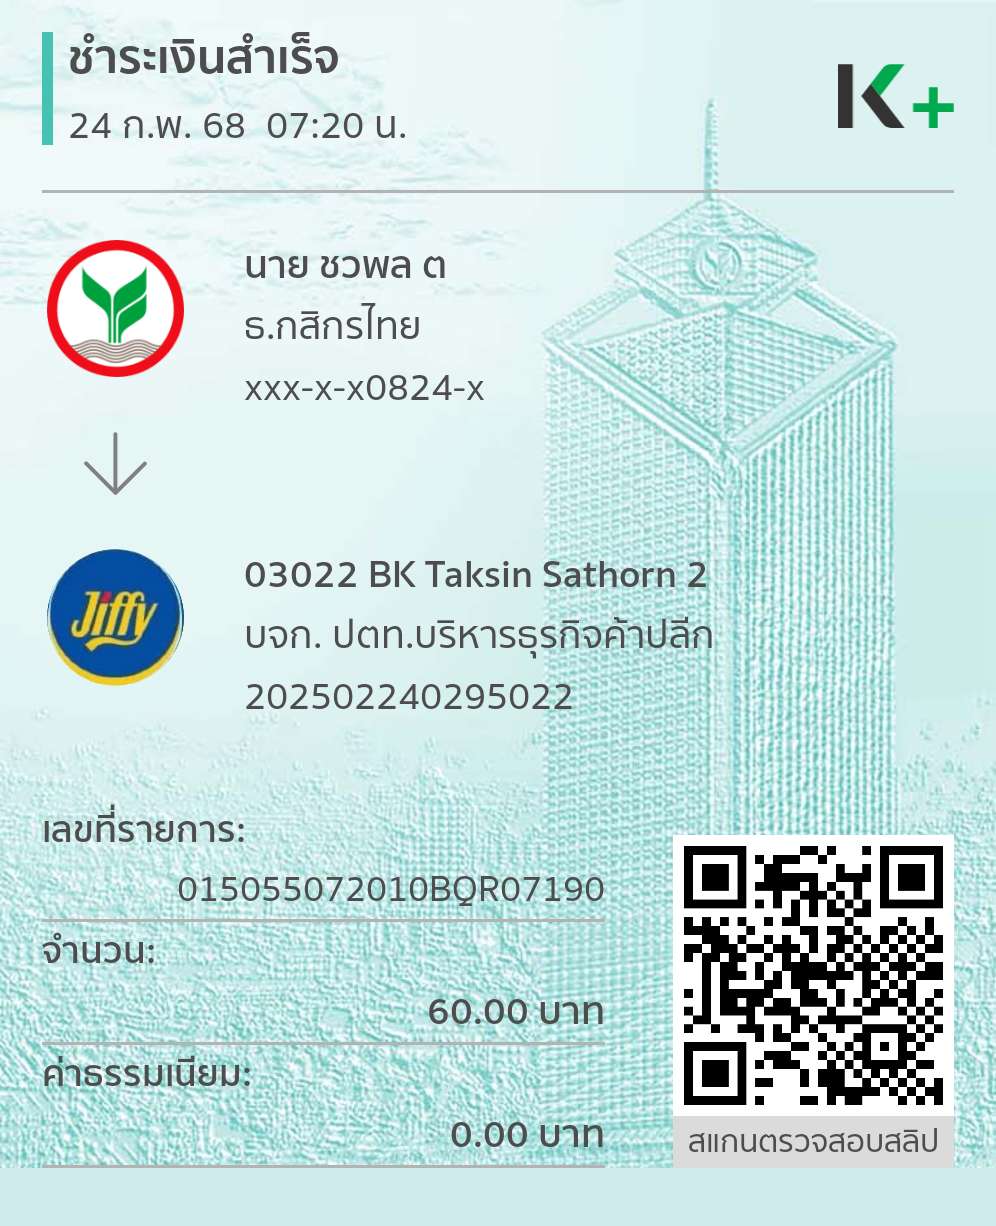 ชำระเงินสำเร็จ
24 ก.พ. 68 07:20 น.
K+
นาย ชวพล ต
ธ.กสิกรไทย
xxx-x-x0824-x
Jiffy
03022 BK Taksin Sathorn 2
บจก. ปตท.บริหารธุรกิจค้าปลีก
202502240295022
เลขที่รายการ:
015055072010BQR07190
จำนวน:
60.00 บาท
ค่าธรรมเนียม:
0.00 บาท
สแกนตรวจสอบสลิป